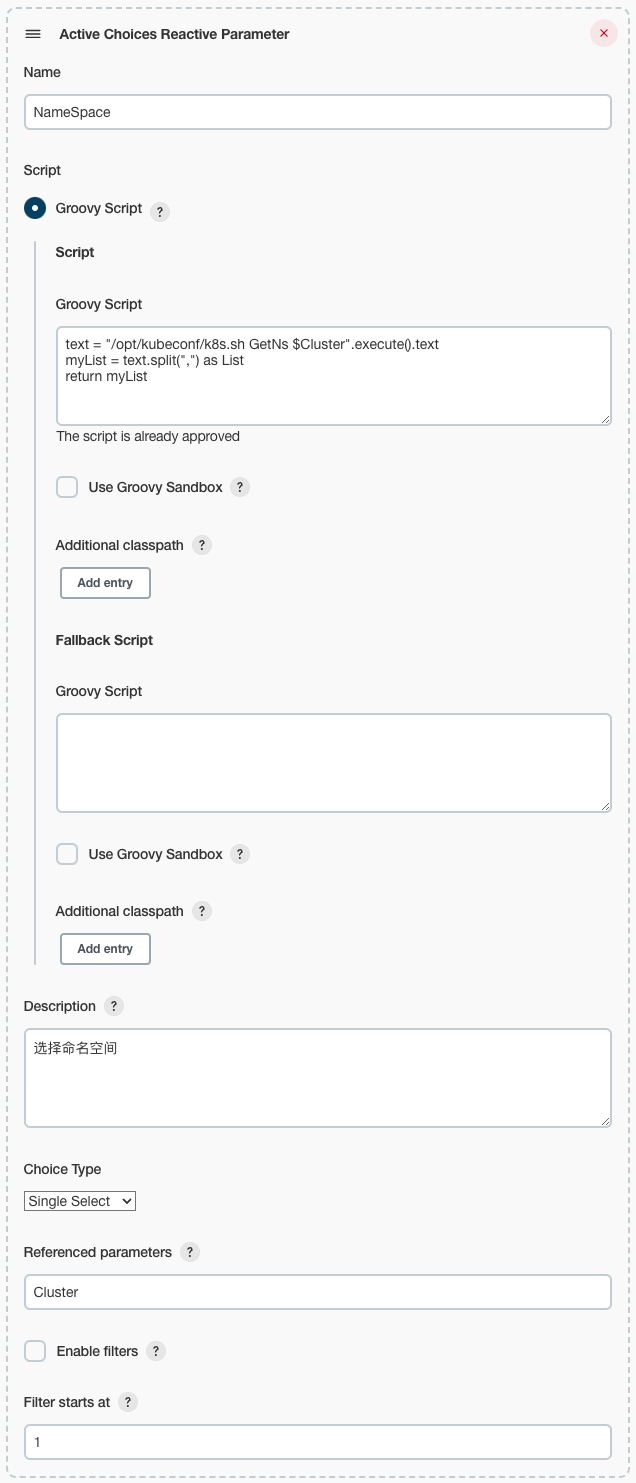 Active Choices Reactive Parameter
Name
NameSpace
Script
Groovy Script ?
Script
Groovy Script
text = "/opt/kubeconf/k8s.sh GetNs $Cluster".execute().text
myList = text.split(",") as List
return myList
The script is already approved
Use Groovy Sandbox ?
Additional classpath ?
Add entry
Fallback Script
Groovy Script
Use Groovy Sandbox ?
Additional classpath ?
Add entry
Description ?
选择命名空间
Choice Type
Single Select
Referenced parameters ?
Cluster
Enable filters ?
Filter starts at ?
1